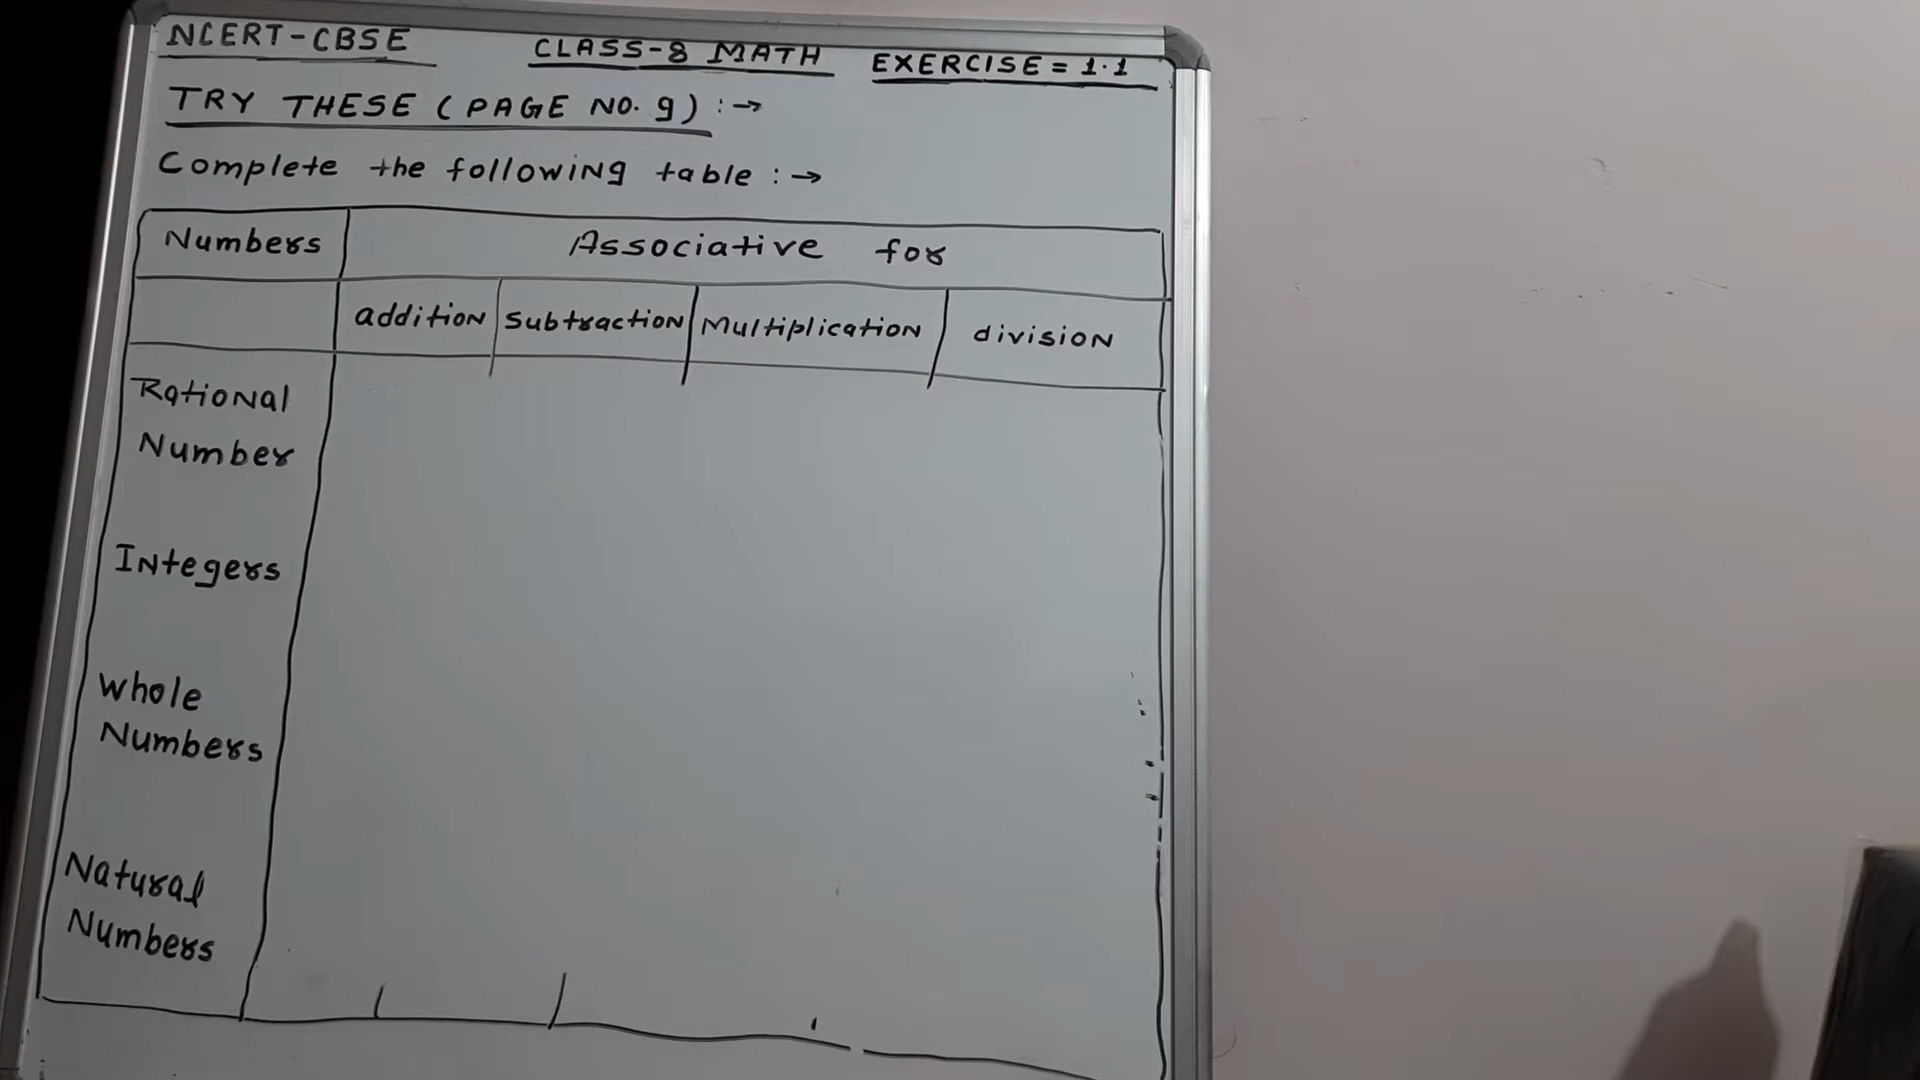 NCERT-CBSE CLASS-8 MATH EXERCISE = 1.1
TRY THESE (PAGE NO. 9) :→
Complete the following table :→
Numbers Associative for
addition Subtraction Multiplication division
Rational
Number
Integers
Whole
Numbers
Natural
Numbers